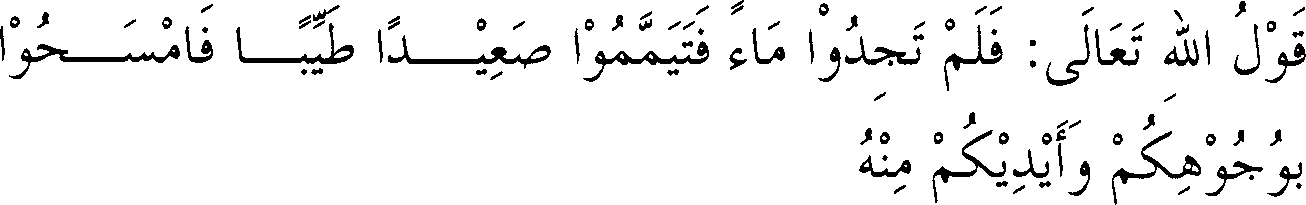 قَوْلُ اللهِ تَعَالَى: فَلَمْ تَجِدُوْا مَاءً فَتَيَمَّمُوْا صَعِيْدًا طَيِّبًا فَامْسَحُوْا
بِوُجُوْهِكُمْ وَأَيْدِيْكُمْ مِنْهُ